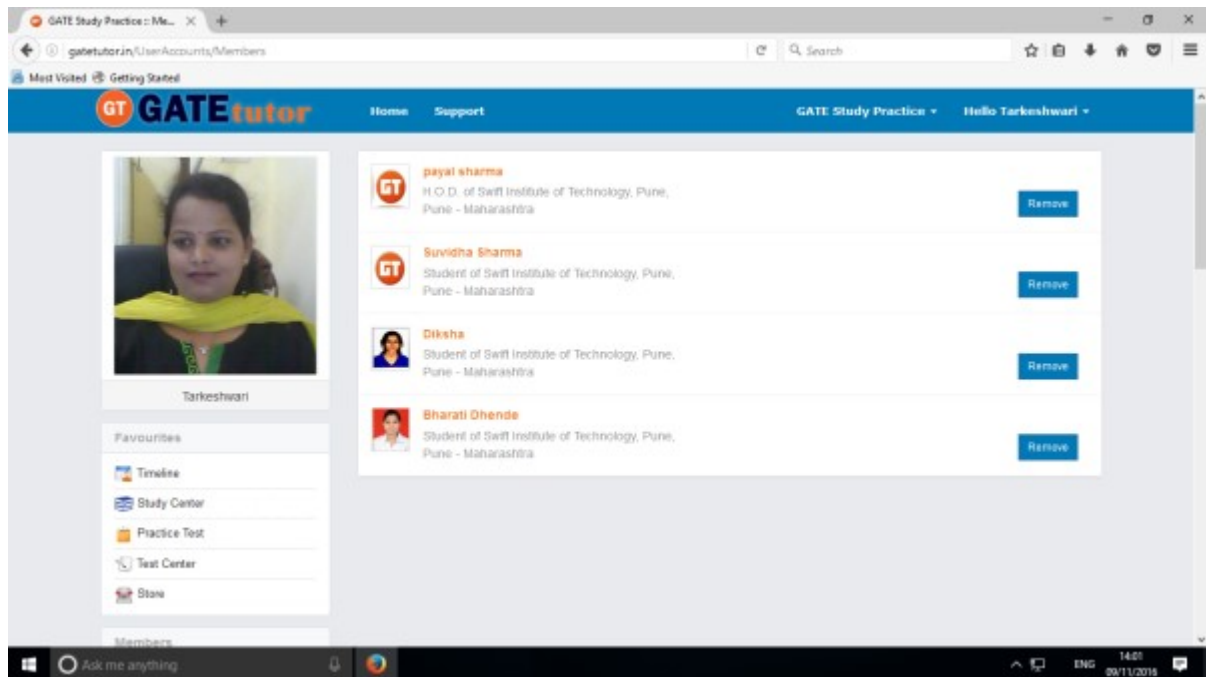 GATE Study Practice :: Me...
gatetutor.in/UserAccounts/Members
Search
Most Visited Getting Started
GT GATEtutor Home Support GATE Study Practice Hello Tarkeshwari
GT
payal sharma
H.O.D. of Swift Institute of Technology, Pune,
Pune - Maharashtra
Remove
GT
Suvidha Sharma
Student of Swift Institute of Technology, Pune,
Pune - Maharashtra
Remove
Diksha
Student of Swift Institute of Technology, Pune,
Pune - Maharashtra
Remove
Bharati Dhende
Student of Swift Institute of Technology, Pune,
Pune - Maharashtra
Remove
Tarkeshwari
Favourites
Timeline
Study Center
Practice Test
Test Center
Store
Members
Ask me anything
ENG
14:01
09/11/2016